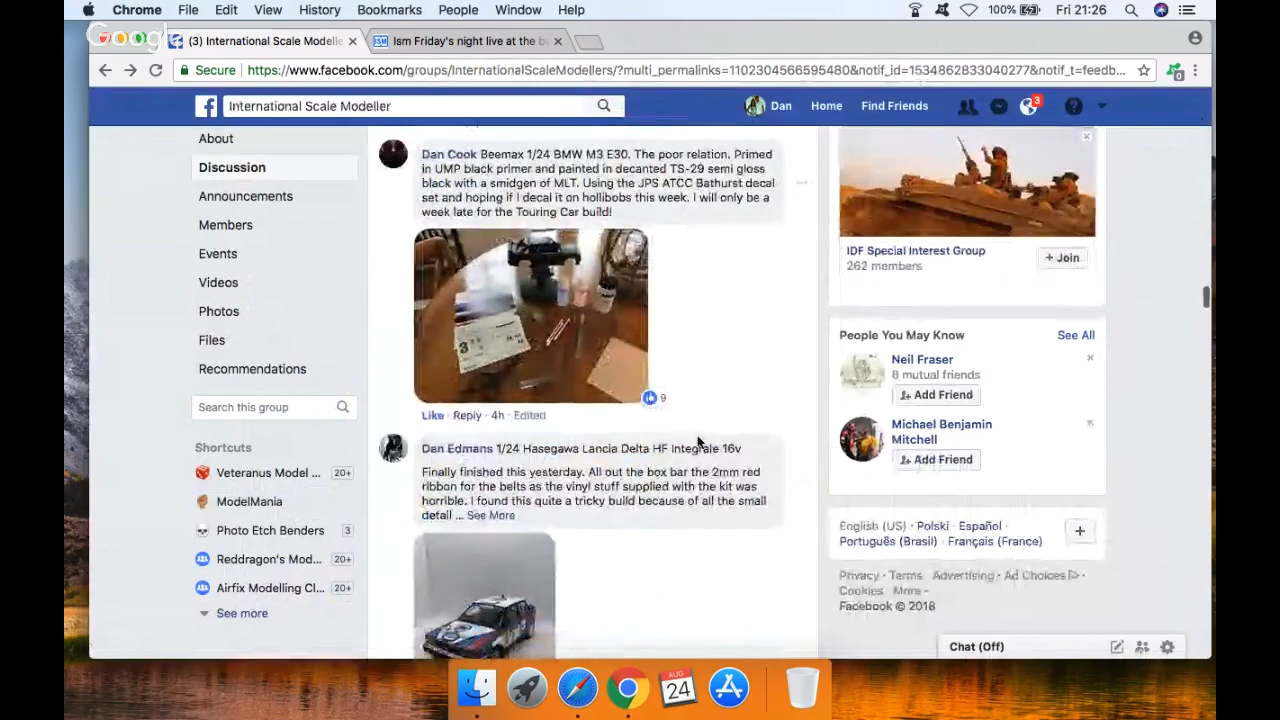 Chrome File Edit View History Bookmarks People Window Help 100% Fri 21:26
Google
(3) International Scale Modelle
Ism Friday's night live at the be
Secure https://www.facebook.com/groups/InternationalScaleModellers/?multi_permalinks=1102304566595480&notif_id=1534862833040277&notif_t=feedb...
0
International Scale Modeller
Dan Home Find Friends 3
About
Discussion
Announcements
Members
Events
Videos
Photos
Files
Recommendations
Search this group
Shortcuts
Veteranus Model ... 20+
ModelMania
Photo Etch Benders 3
Reddragon's Mod... 20+
Airfix Modelling Cl... 20+
See more
Dan Cook Beemax 1/24 BMW M3 E30. The poor relation. Primed
in UMP black primer and painted in decanted TS-29 semi gloss
black with a smidgen of MLT. Using the JPS ATCC Bathurst decal
set and hoping if I decal it on hollibobs this week. I will only be a
week late for the Touring Car build!
3
9
Like · Reply · 4h · Edited
Dan Edmans 1/24 Hasegawa Lancia Delta HF Integrale 16v
Finally finished this yesterday. All out the box bar the 2mm red
ribbon for the belts as the vinyl stuff supplied with the kit was
horrible. I found this quite a tricky build because of all the small
detail ... See More
IDF Special Interest Group
262 members
+ Join
People You May Know See All
Neil Fraser
8 mutual friends
Add Friend
Michael Benjamin
Mitchell
Add Friend
English (US) · Polski · Español ·
Português (Brasil) · Français (France)
Privacy · Terms · Advertising · Ad Choices ·
Cookies · More
Facebook © 2018
Chat (Off)
AUG
24